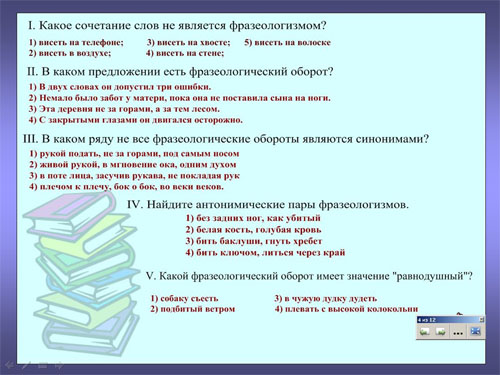 I. Какое сочетание слов не является фразеологизмом?
1) висеть на телефоне; 3) висеть на хвосте; 5) висеть на волоске
2) висеть в воздухе; 4) висеть на стене;
II. В каком предложении есть фразеологический оборот?
1) В двух словах он допустил три ошибки.
2) Немало было забот у матери, пока она не поставила сына на ноги.
3) Эта деревня не за горами, а за тем лесом.
4) С закрытыми глазами он двигался осторожно.
III. В каком ряду не все фразеологические обороты являются синонимами?
1) рукой подать, не за горами, под самым носом
2) живой рукой, в мгновение ока, одним духом
3) в поте лица, засучив рукава, не покладая рук
4) плечом к плечу, бок о бок, во веки веков.
IV. Найдите антонимические пары фразеологизмов.
1) без задних ног, как убитый
2) белая кость, голубая кровь
3) бить баклуши, гнуть хребет
4) бить ключом, литься через край
V. Какой фразеологический оборот имеет значение "равнодушный"?
1) собаку съесть 3) в чужую дудку дудеть
2) подбитый ветром 4) плевать с высокой колокольни
4 из 12